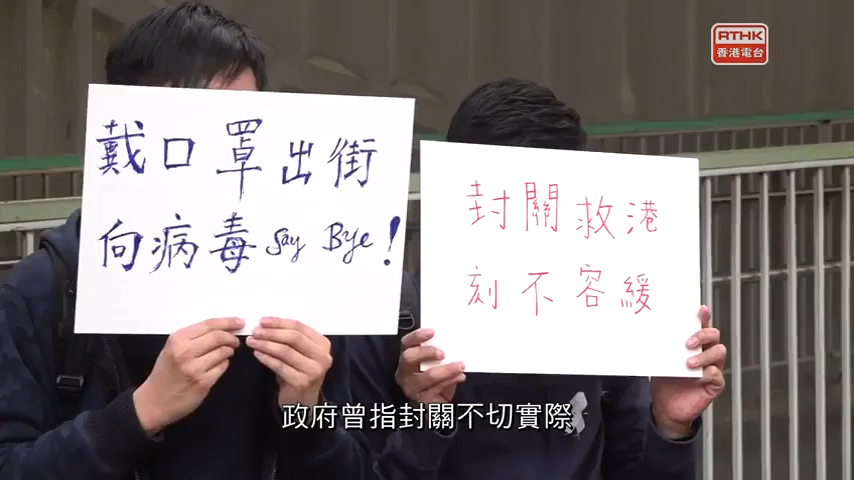 RTHK
香港電台
戴口罩出街
向病毒 Say Bye!
封關救港
刻不容緩
政府曾指封關不切實際